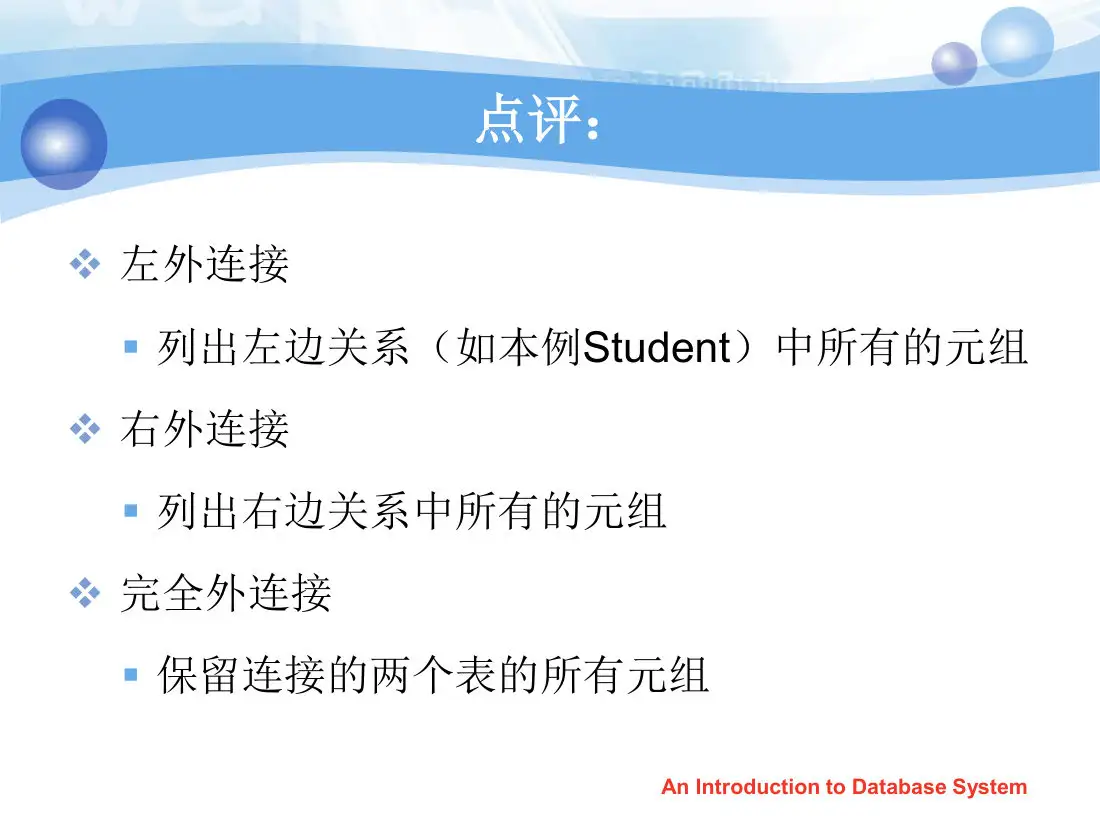 点评：
左外连接
列出左边关系（如本例Student）中所有的元组
右外连接
列出右边关系中所有的元组
完全外连接
保留连接的两个表的所有元组
An Introduction to Database System